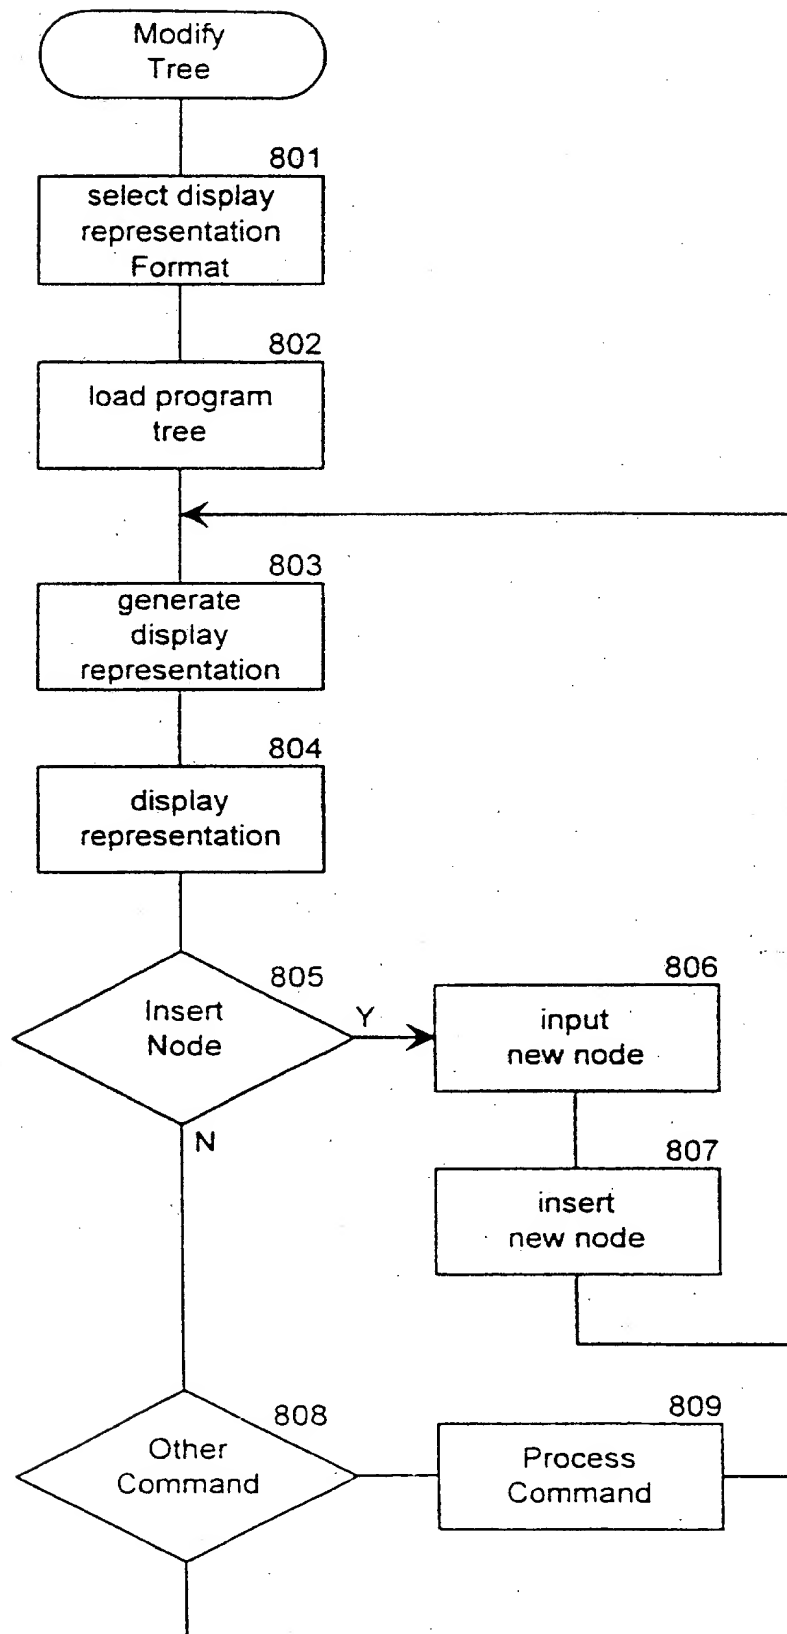 Modify
Tree
801
select display
representation
Format
802
load program
tree
803
generate
display
representation
804
display
representation
805
Insert
Node
Y
N
806
input
new node
807
insert
new node
808
Other
Command
809
Process
Command